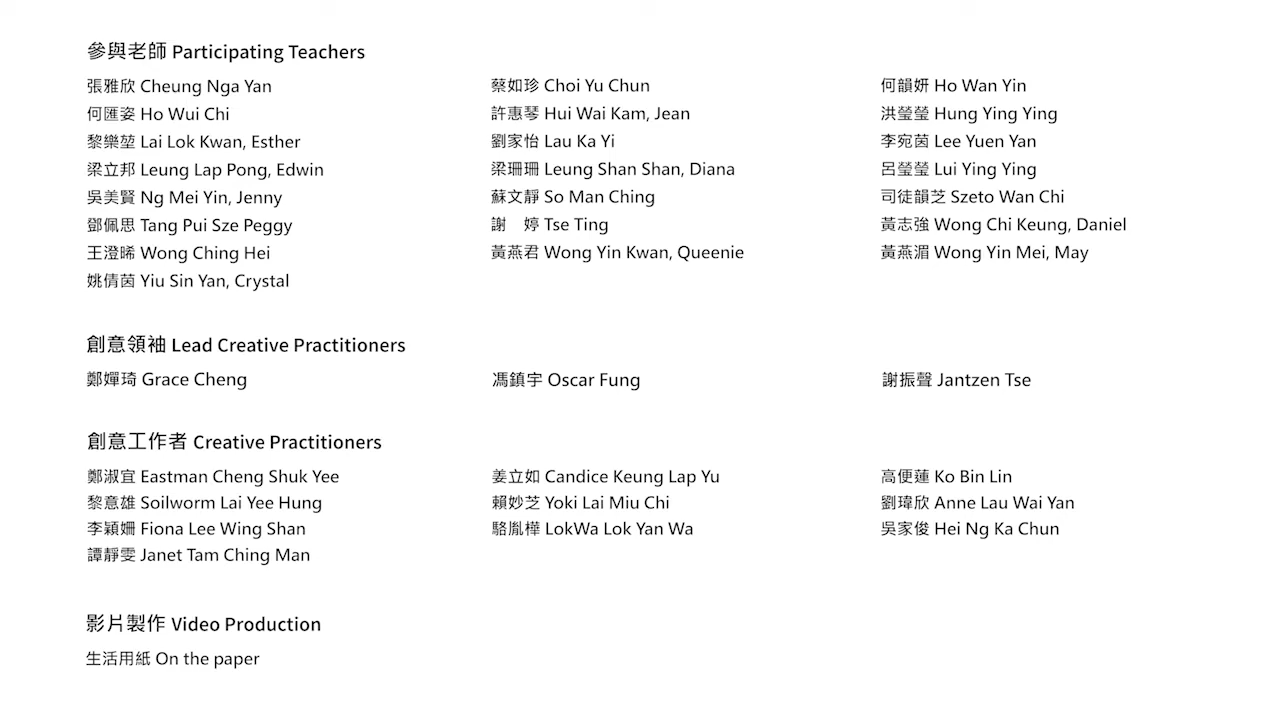 參與老師 Participating Teachers
張雅欣 Cheung Nga Yan 蔡如珍 Choi Yu Chun 何韻妍 Ho Wan Yin
何匯姿 Ho Wui Chi 許惠琴 Hui Wai Kam, Jean 洪瑩瑩 Hung Ying Ying
黎樂堃 Lai Lok Kwan, Esther 劉家怡 Lau Ka Yi 李宛茵 Lee Yuen Yan
梁立邦 Leung Lap Pong, Edwin 梁珊珊 Leung Shan Shan, Diana 呂瑩瑩 Lui Ying Ying
吳美賢 Ng Mei Yin, Jenny 蘇文靜 So Man Ching 司徒韻芝 Szeto Wan Chi
鄧佩思 Tang Pui Sze Peggy 謝　婷 Tse Ting 黃志強 Wong Chi Keung, Daniel
王澄晞 Wong Ching Hei 黃燕君 Wong Yin Kwan, Queenie 黃燕湄 Wong Yin Mei, May
姚倩茵 Yiu Sin Yan, Crystal
創意領袖 Lead Creative Practitioners
鄭嬋琦 Grace Cheng 馮鎮宇 Oscar Fung 謝振聲 Jantzen Tse
創意工作者 Creative Practitioners
鄭淑宜 Eastman Cheng Shuk Yee 姜立如 Candice Keung Lap Yu 高便蓮 Ko Bin Lin
黎意雄 Soilworm Lai Yee Hung 賴妙芝 Yoki Lai Miu Chi 劉瑋欣 Anne Lau Wai Yan
李穎姍 Fiona Lee Wing Shan 駱胤樺 LokWa Lok Yan Wa 吳家俊 Hei Ng Ka Chun
譚靜雯 Janet Tam Ching Man
影片製作 Video Production
生活用紙 On the paper